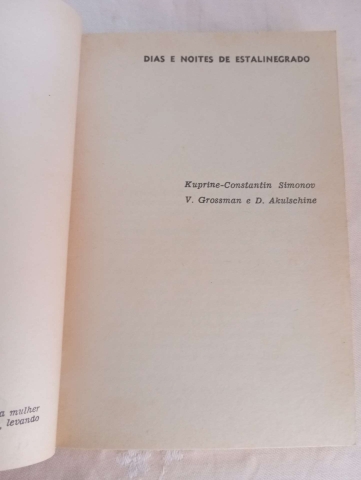 a mulher
levando
DIAS E NOITES DE ESTALINEGRADO
Kuprine-Constantin Simonov
V. Grossman e D. Akulschine